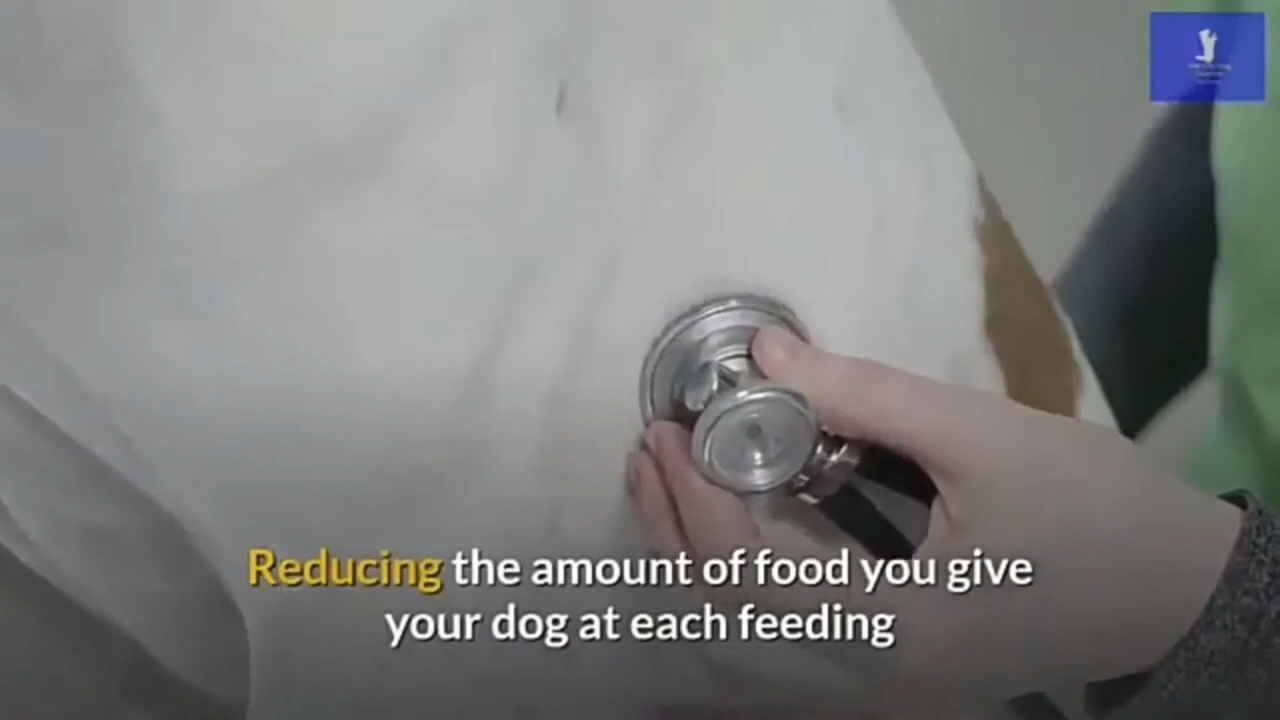 Reducing the amount of food you give
your dog at each feeding